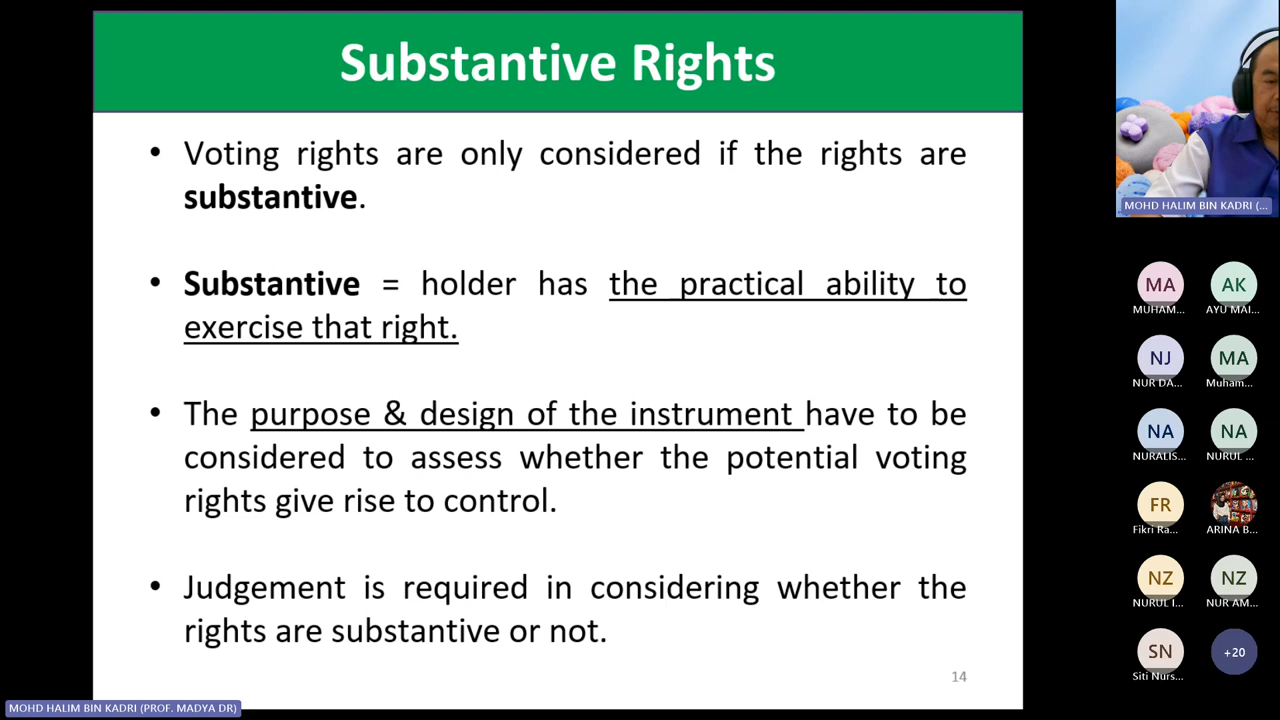 Substantive Rights
• Voting rights are only considered if the rights are
substantive.
• Substantive = holder has the practical ability to
exercise that right.
• The purpose & design of the instrument have to be
considered to assess whether the potential voting
rights give rise to control.
• Judgement is required in considering whether the
rights are substantive or not.
14
MOHD HALIM BIN KADRI (PROF. MADYA DR)
MOHD HALIM BIN KADRI (...
MA
MUHAM...
AK
AYU MAI...
NJ
NUR DA...
MA
Muham...
NA
NURALIS...
NA
NURUL ...
FR
Fikri Ra...
ARINA B...
NZ
NURUL I...
NZ
NUR AM...
SN
Siti Nurs...
+20